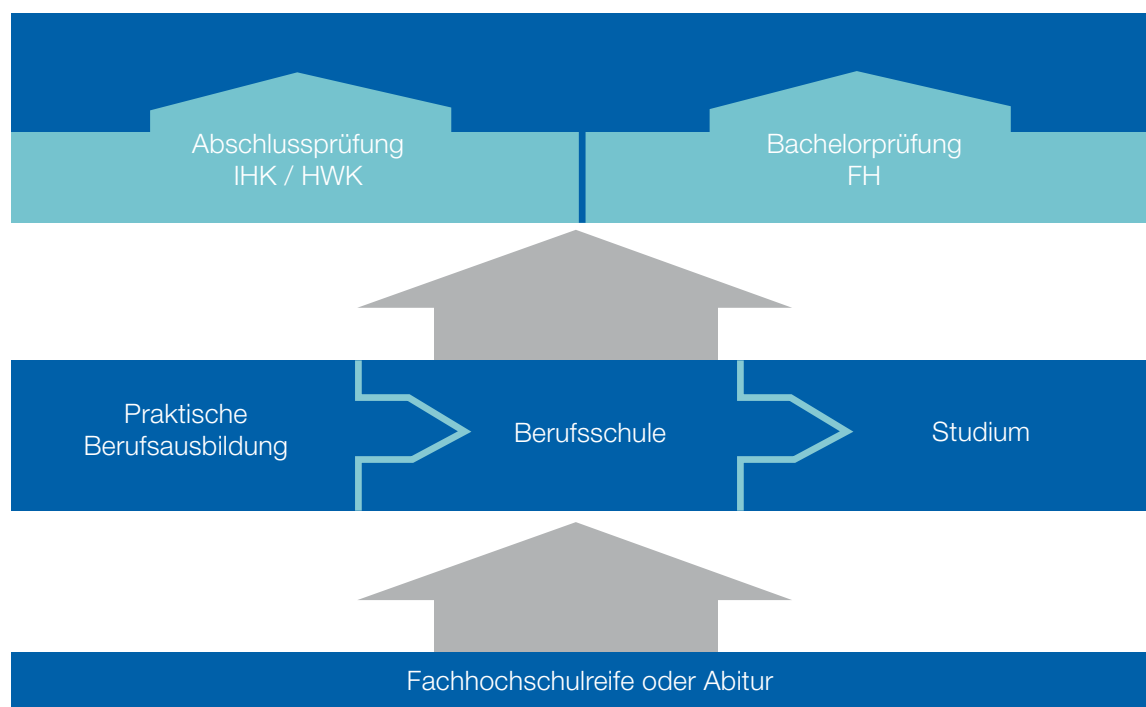 Abschlussprüfung
IHK / HWK
Bachelorprüfung
FH
Praktische
Berufsausbildung
Berufsschule
Studium
Fachhochschulreife oder Abitur